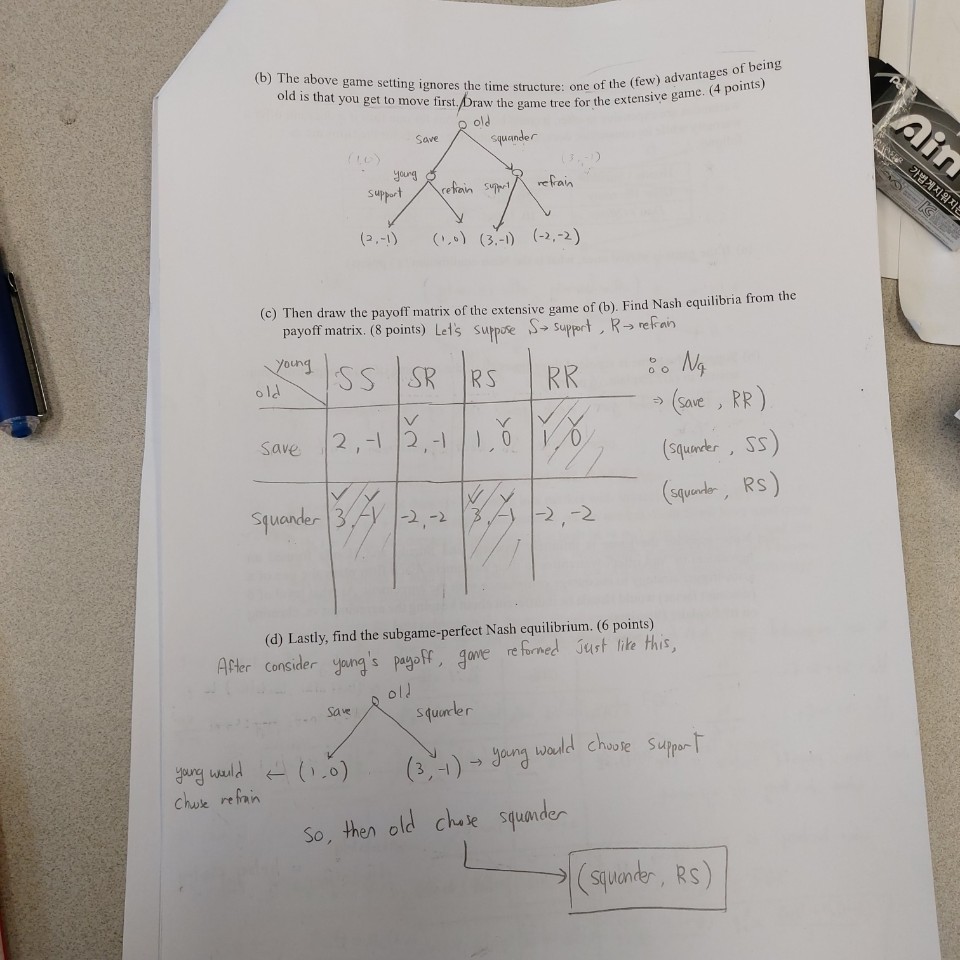 (b) The above game setting ignores the time structure: one of the (few) advantages of being
old is that you get to move first. Draw the game tree for the extensive game. (4 points)
old
save squander
young
support refrain support refrain
(2,-1) (1,0) (3,-1) (-2,-2)
(c) Then draw the payoff matrix of the extensive game of (b). Find Nash equilibria from the
payoff matrix. (8 points) Let's suppose S→ support , R→ refrain
young SS SR RS RR
old
save 2,-1 2,-1 1,0 1,0
squander 3,-1 -2,-2 3,-1 -2,-2
⇒ (save , RR)
(squander , SS)
(squander , RS)
(d) Lastly, find the subgame-perfect Nash equilibrium. (6 points)
After consider young's payoff, game reformed just like this,
old
save squander
young would ← (1,0) (3,-1) → young would choose support
chose refrain
So, then old chose squander
(squander, RS)
Ain
가볍게지워지는